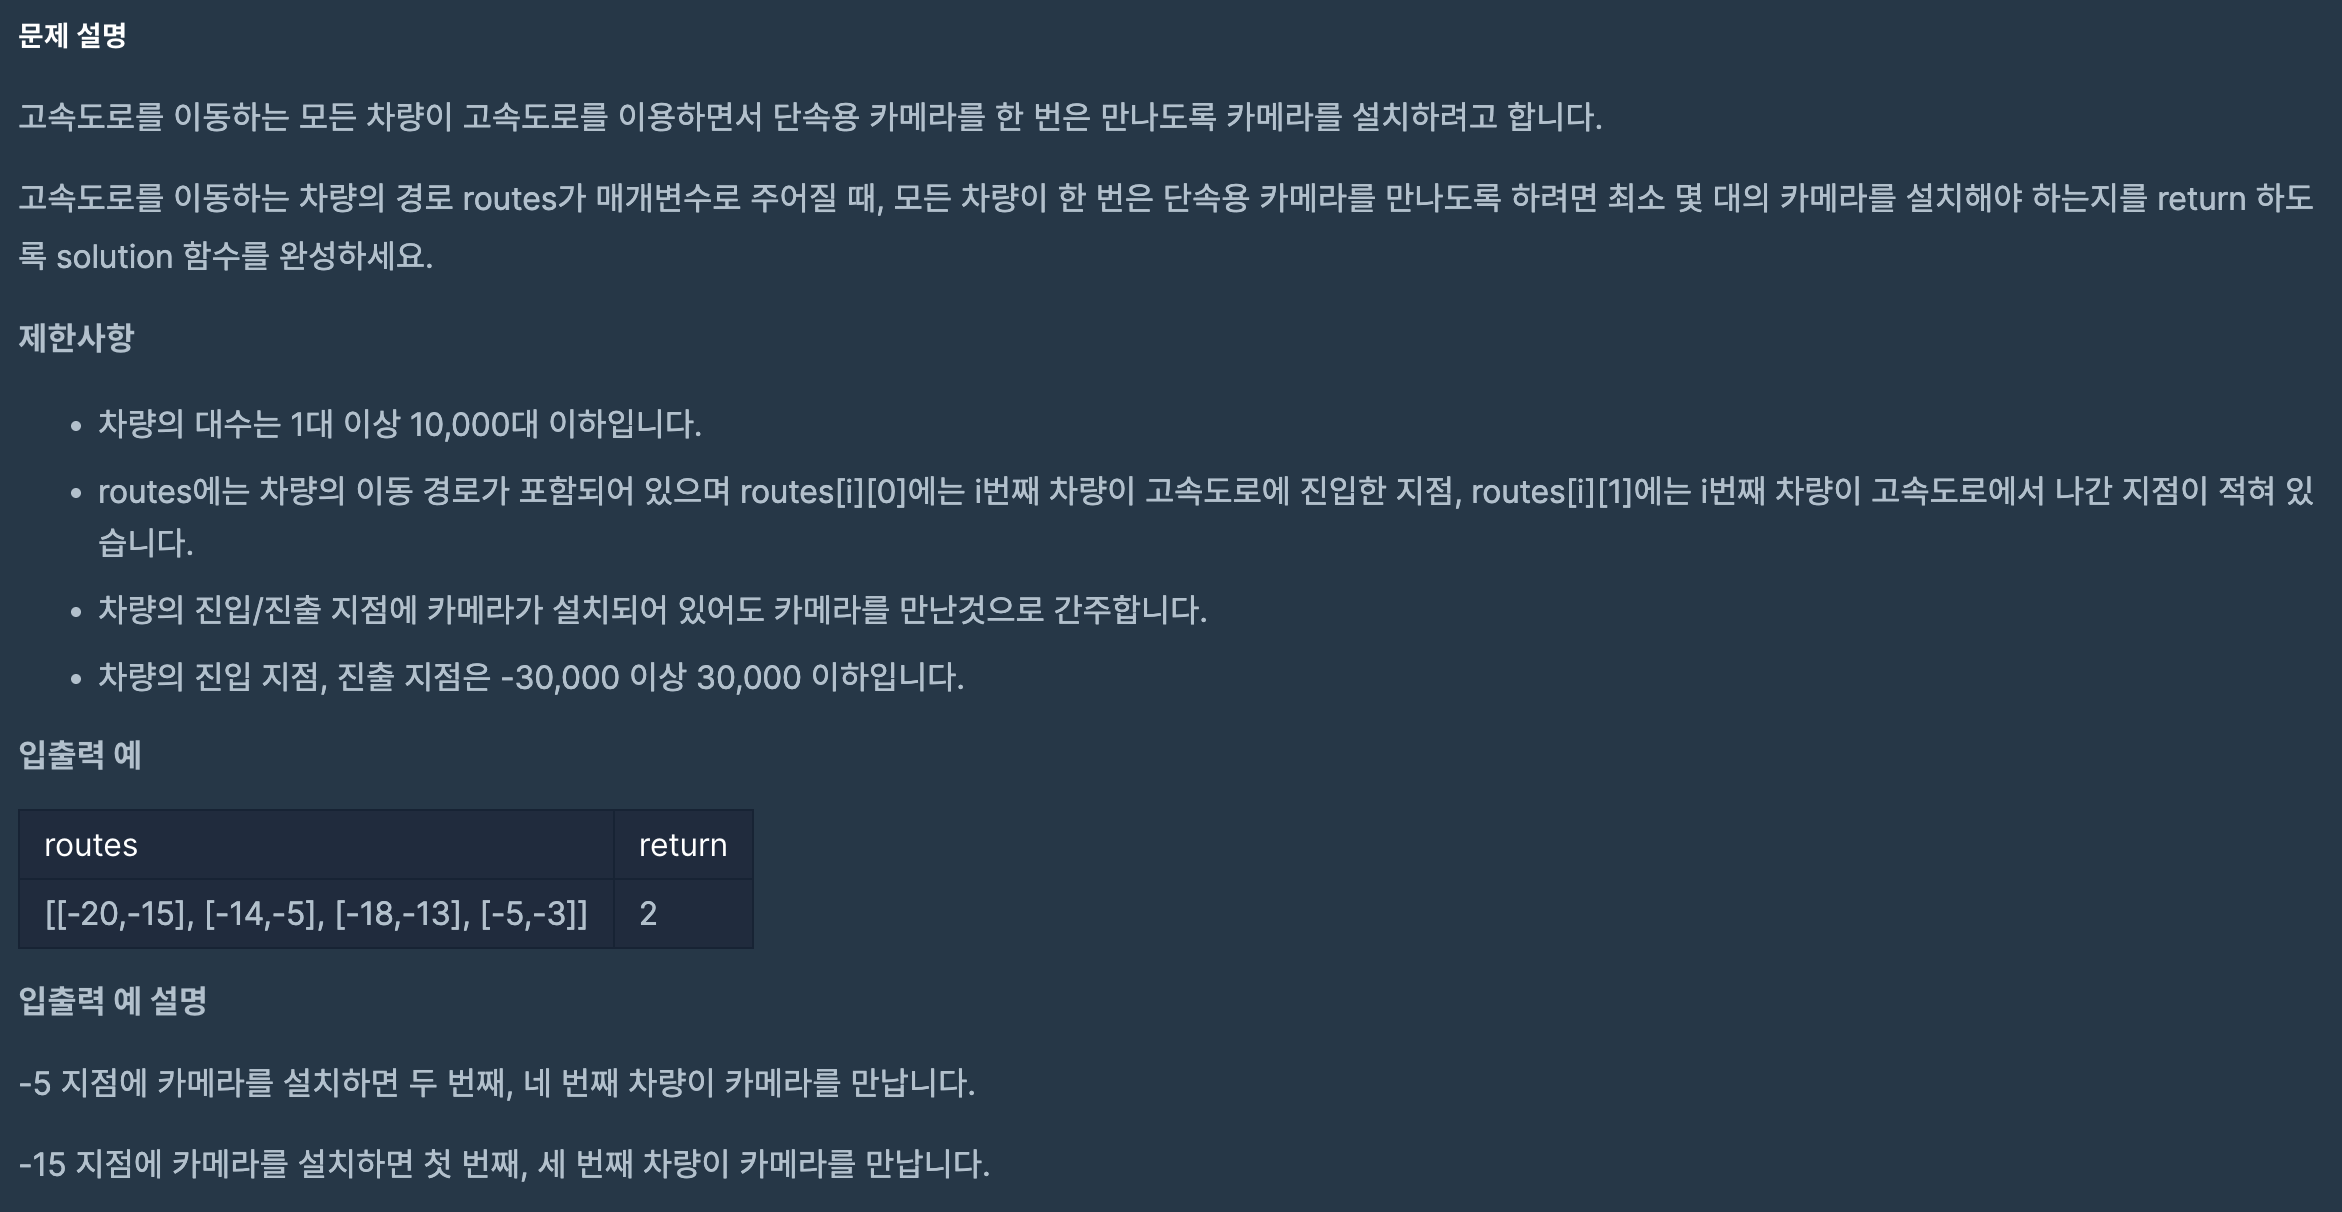 문제 설명
고속도로를 이동하는 모든 차량이 고속도로를 이용하면서 단속용 카메라를 한 번은 만나도록 카메라를 설치하려고 합니다.
고속도로를 이동하는 차량의 경로 routes가 매개변수로 주어질 때, 모든 차량이 한 번은 단속용 카메라를 만나도록 하려면 최소 몇 대의 카메라를 설치해야 하는지를 return 하도
록 solution 함수를 완성하세요.
제한사항
• 차량의 대수는 1대 이상 10,000대 이하입니다.
• routes에는 차량의 이동 경로가 포함되어 있으며 routes[i][0]에는 i번째 차량이 고속도로에 진입한 지점, routes[i][1]에는 i번째 차량이 고속도로에서 나간 지점이 적혀 있
습니다.
• 차량의 진입/진출 지점에 카메라가 설치되어 있어도 카메라를 만난것으로 간주합니다.
• 차량의 진입 지점, 진출 지점은 -30,000 이상 30,000 이하입니다.
입출력 예
routes return
[[-20,-15], [-14,-5], [-18,-13], [-5,-3]] 2
입출력 예 설명
-5 지점에 카메라를 설치하면 두 번째, 네 번째 차량이 카메라를 만납니다.
-15 지점에 카메라를 설치하면 첫 번째, 세 번째 차량이 카메라를 만납니다.